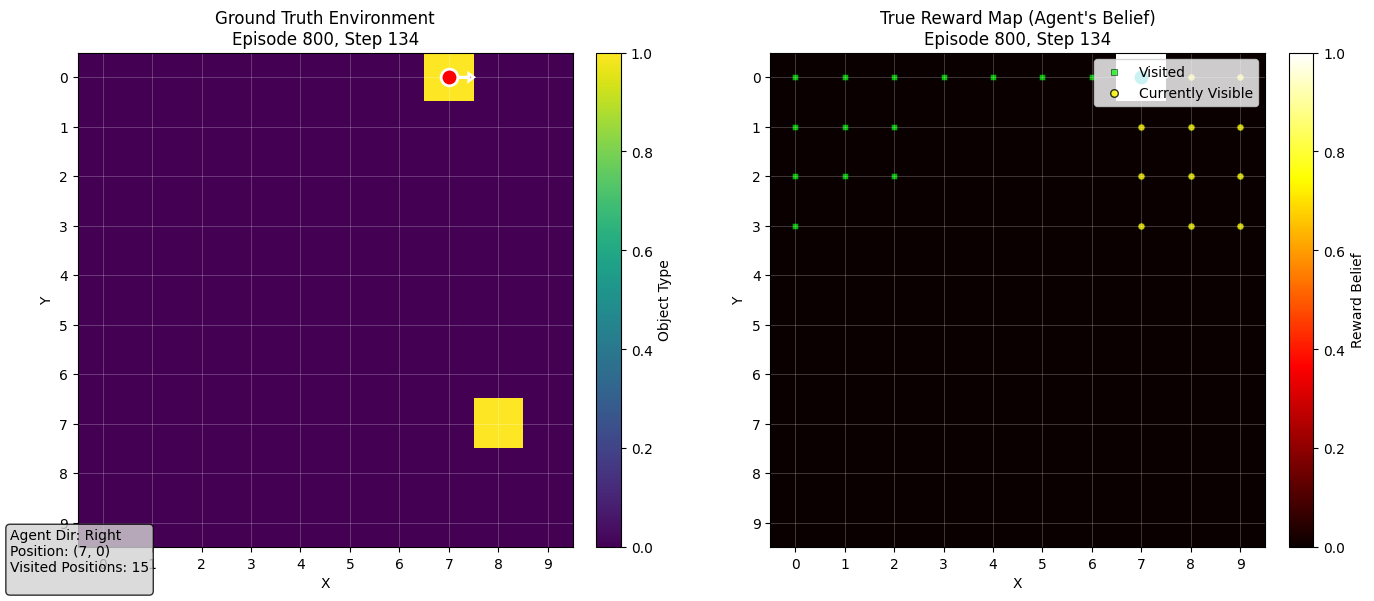 Ground Truth Environment
Episode 800, Step 134
0
1
2
3
4
5
6
7
8
9
Y
0 1 2 3 4 5 6 7 8 9
X
1.0
0.8
0.6
0.4
0.2
0.0
Object Type
Agent Dir: Right
Position: (7, 0)
Visited Positions: 15
True Reward Map (Agent's Belief)
Episode 800, Step 134
Visited
Currently Visible
0
1
2
3
4
5
6
7
8
9
Y
0 1 2 3 4 5 6 7 8 9
X
1.0
0.8
0.6
0.4
0.2
0.0
Reward Belief